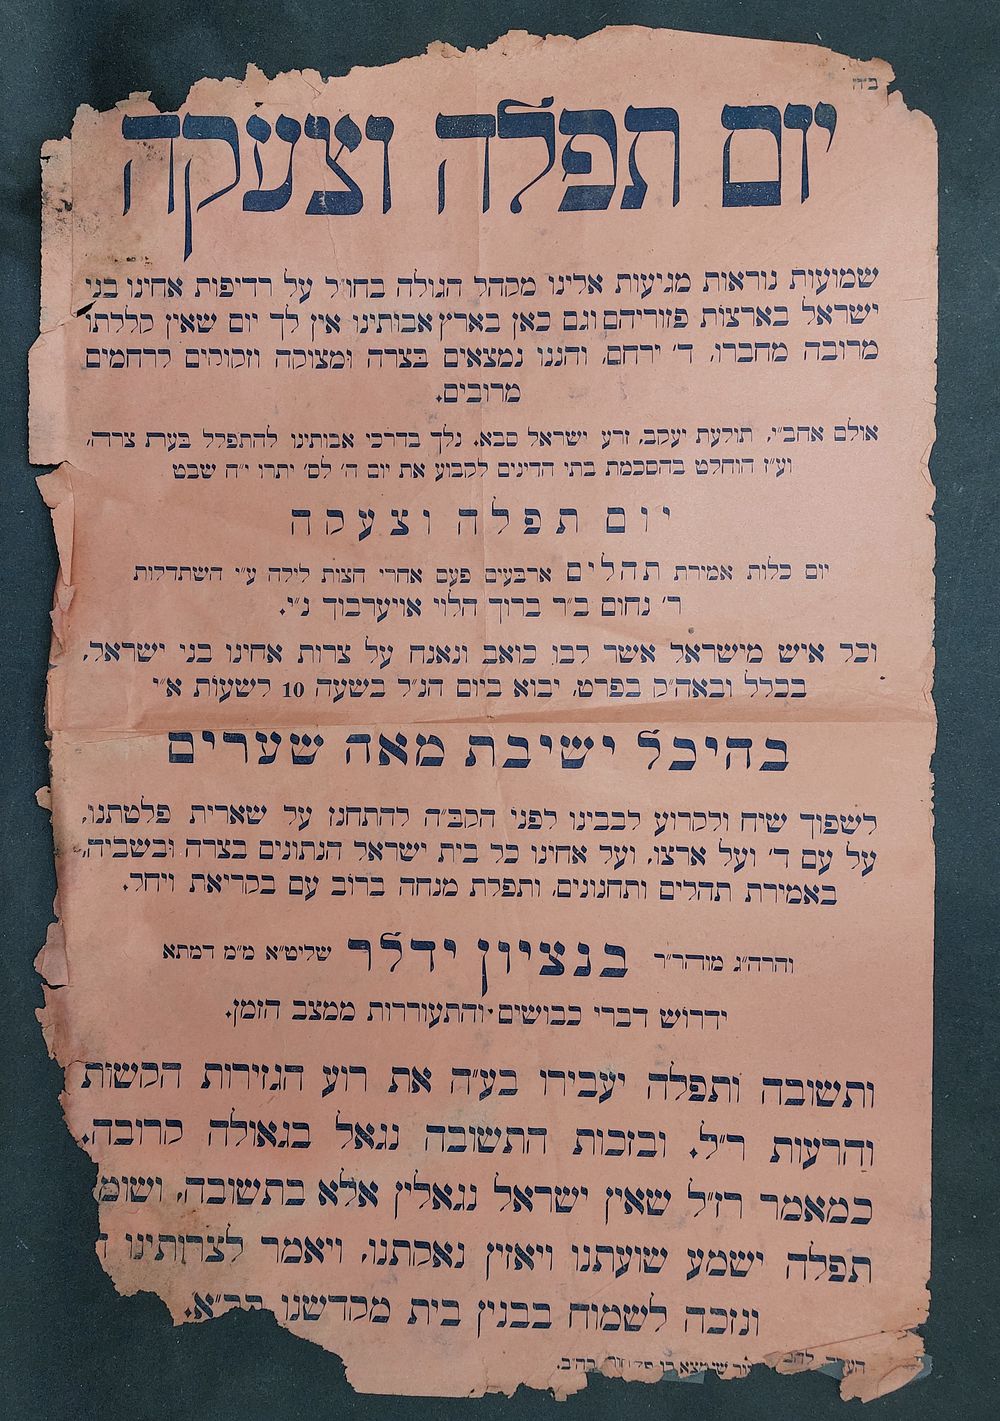 ב"ה
יום תפלה וצעקה
שמועות נוראות מגיעות אלינו מקהל הגולה בחו"ל על רדיפות אחינו בני
ישראל בארצות פזוריהם וגם כאן בארץ אבותינו אין לך יום שאין קללתו
מרובה מחברו, ד' ירחם, והננו נמצאים בצרה ומצוקה וזקוקים לרחמים
מרובים.
אולם אחב"י, תולעת יעקב, זרע ישראל סבא, נלך בדרכי אבותינו להתפלל בעת צרה,
וע"ז הוחלט בהסכמת בתי הדינים לקבוע את יום ה' לס' יתרו י"ח שבט
יום תפלה וצעקה
יום כלות אמירת תהלים ארבעים פעם אחרי חצות לילה ע"י השתדלות
ר' נחום ב"ר ברוך הלוי אויערבוך נ"י.
וכל איש מישראל אשר לבו כואב ונאנח על צרות אחינו בני ישראל,
בכלל ובאה"ק בפרט, יבוא ביום הנ"ל בשעה 10 לשעות א"י
בהיכל ישיבת מאה שערים
לשפוך שיח ולקרוע לבבינו לפני הקב"ה להתחנן על שארית פלטתנו,
על עם ד' ועל ארצו, ועל אחינו כל בית ישראל הנתונים בצרה ובשביה,
באמירת תהלים ותחנונים, ותפלת מנחה ברוב עם בקריאת ויחל.
והרה"ג מוהר"ר בנציון ידלר שליט"א מ"מ דמתא
ידרוש דברי כבושים והתעוררות ממצב הזמן.
ותשובה ותפלה יעבירו בע"ה את רוע הגזירות הקשות
והרעות ר"ל. ובזכות התשובה נגאל בגאולה קרובה,
כמאמר רז"ל שאין ישראל נגאלין אלא בתשובה, ושומ
תפלה ישמע שועתנו ויאזין נאקתנו, ויאמר לצרותינו ד
ונזכה לשמוח בבנין בית מקדשנו